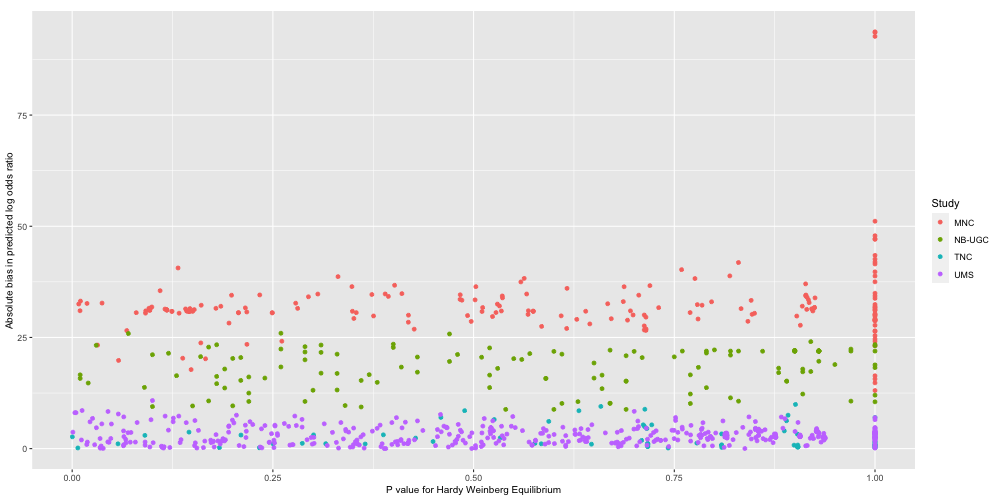 Absolute bias in predicted log odds ratio
75
50
25
0
0.00 0.25 0.50 0.75 1.00
P value for Hardy Weinberg Equilibrium
Study
MNC
NB-UGC
TNC
UMS